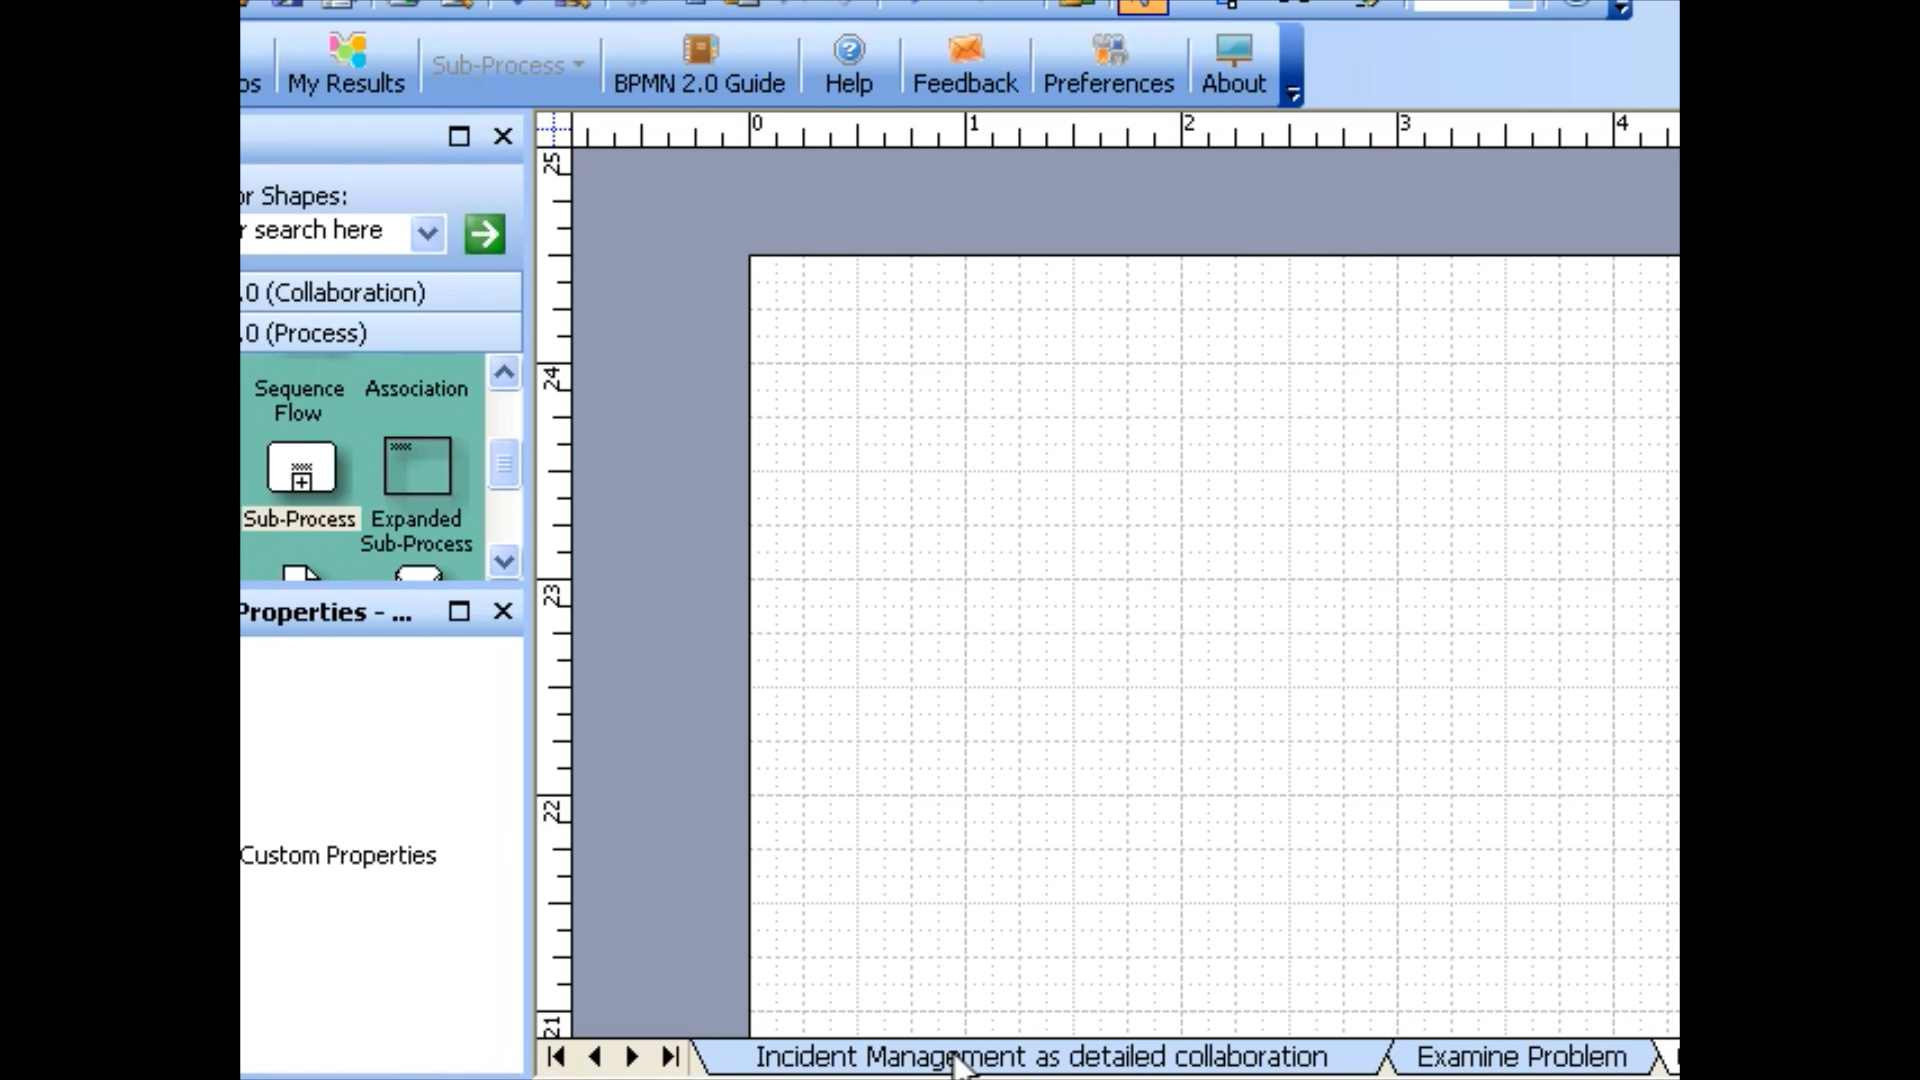 os My Results Sub-Process BPMN 2.0 Guide Help Feedback Preferences About
0 1 2 3 4
25
or Shapes:
r search here
.0 (Collaboration)
.0 (Process)
24
Sequence Flow Association
Sub-Process Expanded Sub-Process
23
Properties - ...
22
Custom Properties
21
Incident Management as detailed collaboration Examine Problem